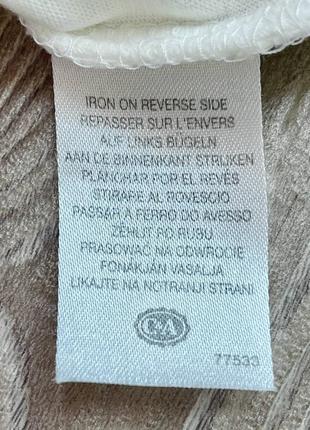 IRON ON REVERSE SIDE
REPASSER SUR L'ENVERS
AUF LINKS BÜGELN
AAN DE BINNENKANT STRIJKEN
PLANCHAR POR EL REVÉS
STIRARE AL ROVESCIO
PASSAR A FERRO DO AVESSO
ŽEHLIT PO RUBU
PRASOWAĆ NA ODWROCIE
FONÁKJÁN VASALJA
LIKAJTE NA NOTRANJI STRANI
C&A
77533